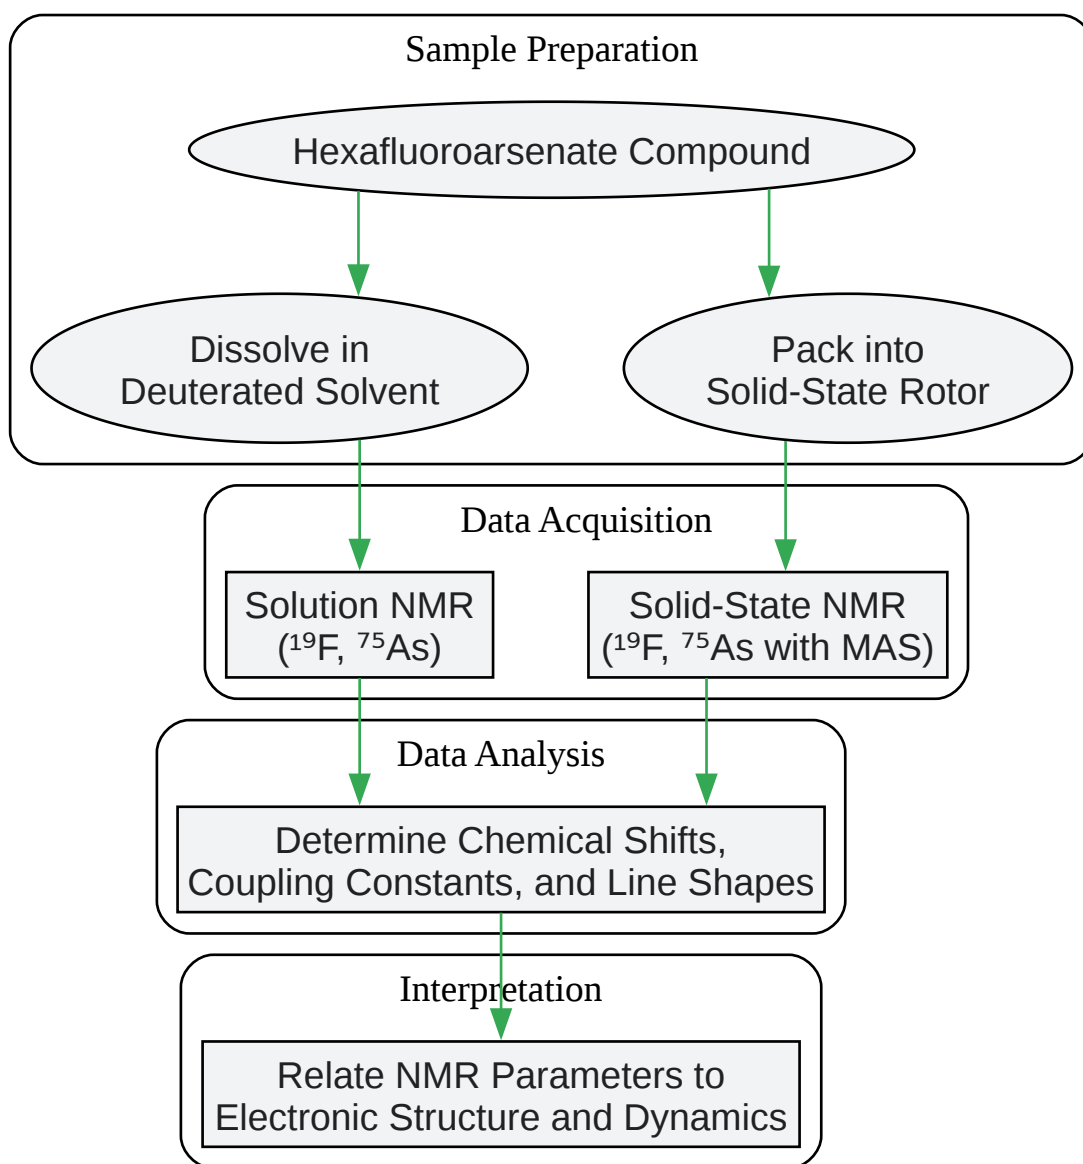 Sample Preparation
Hexafluoroarsenate Compound
Dissolve in
Deuterated Solvent
Pack into
Solid-State Rotor
Data Acquisition
Solution NMR
(¹⁹F, ⁷⁵As)
Solid-State NMR
(¹⁹F, ⁷⁵As with MAS)
Data Analysis
Determine Chemical Shifts,
Coupling Constants, and Line Shapes
Interpretation
Relate NMR Parameters to
Electronic Structure and Dynamics